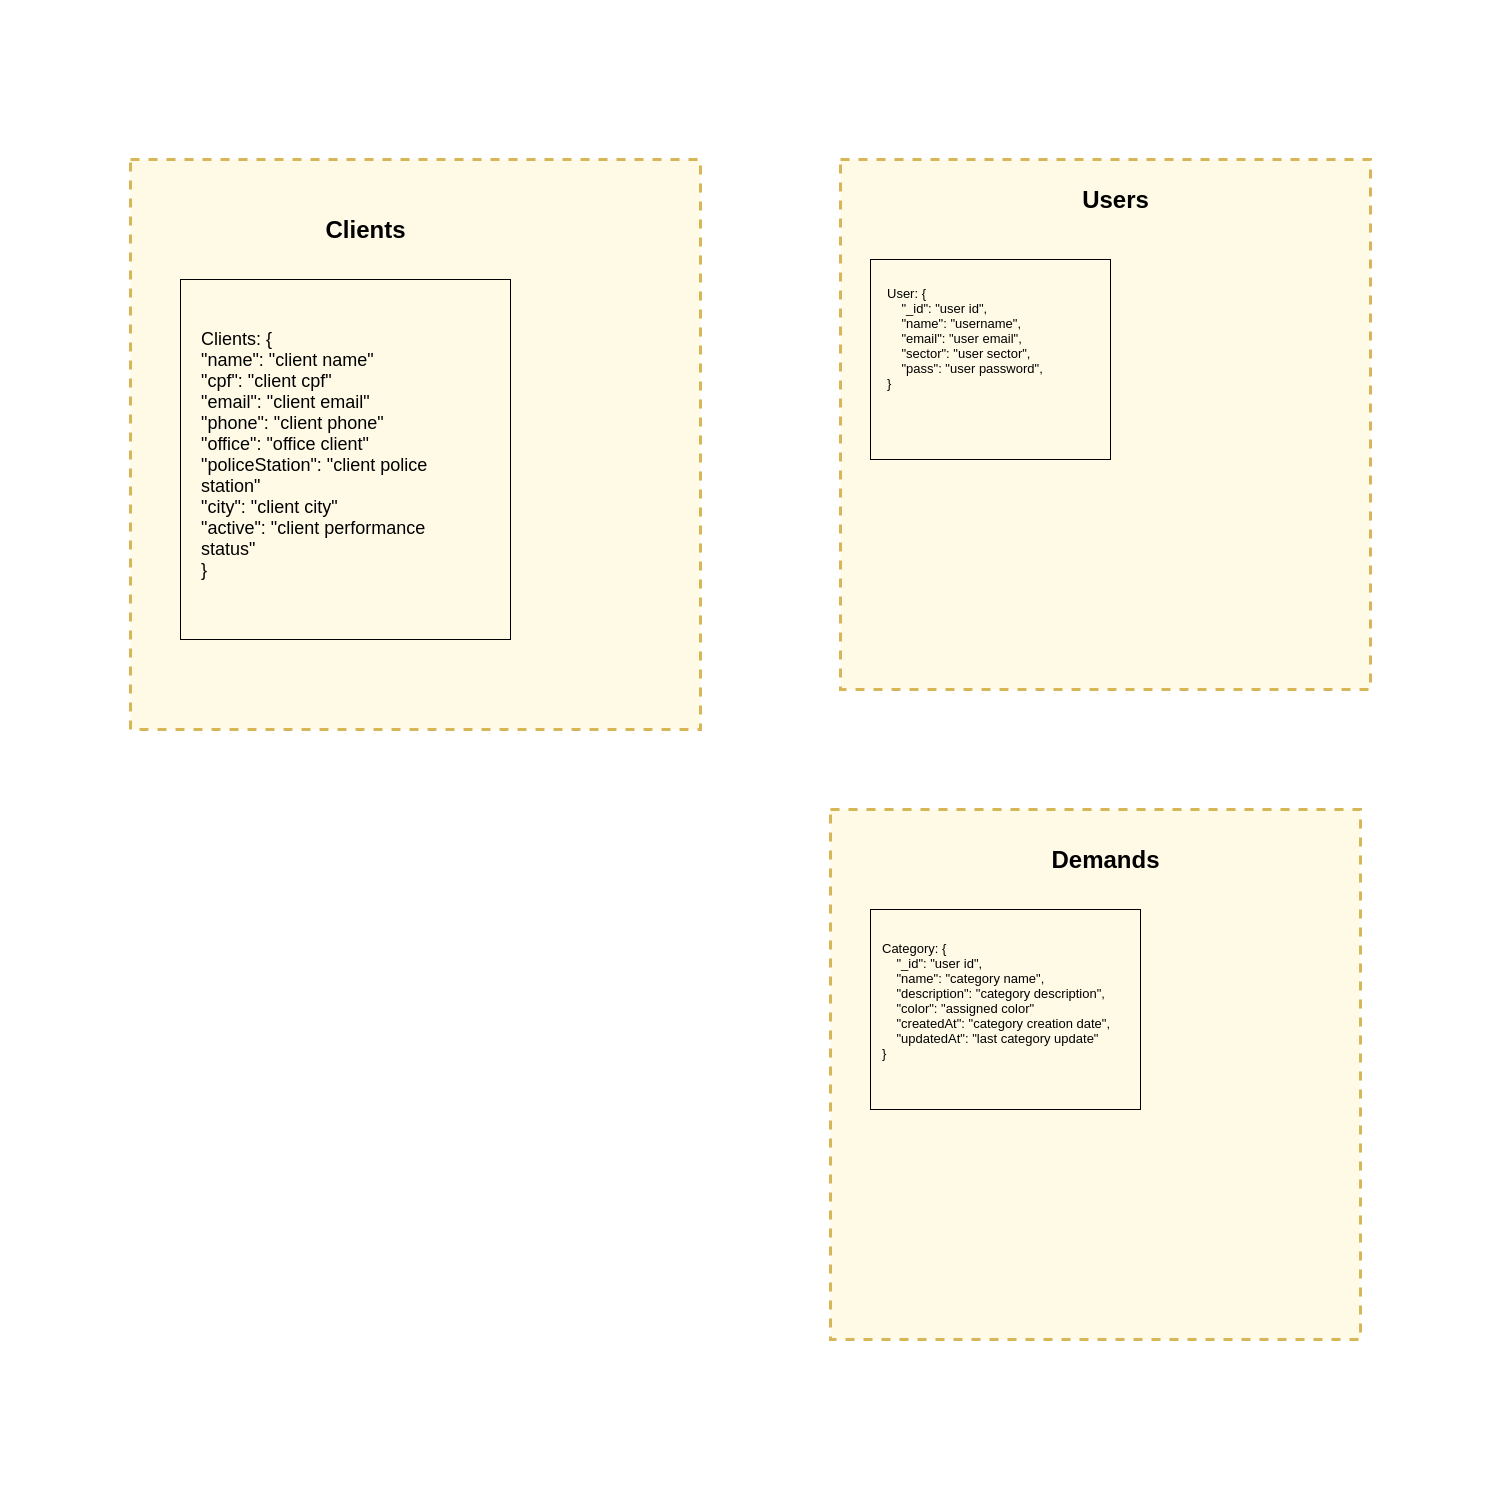 Clients
Clients: {
"name": "client name"
"cpf": "client cpf"
"email": "client email"
"phone": "client phone"
"office": "office client"
"policeStation": "client police
station"
"city": "client city"
"active": "client performance
status"
}
Users
User: {
"_id": "user id",
"name": "username",
"email": "user email",
"sector": "user sector",
"pass": "user password",
}
Demands
Category: {
"_id": "user id",
"name": "category name",
"description": "category description",
"color": "assigned color"
"createdAt": "category creation date",
"updatedAt": "last category update"
}